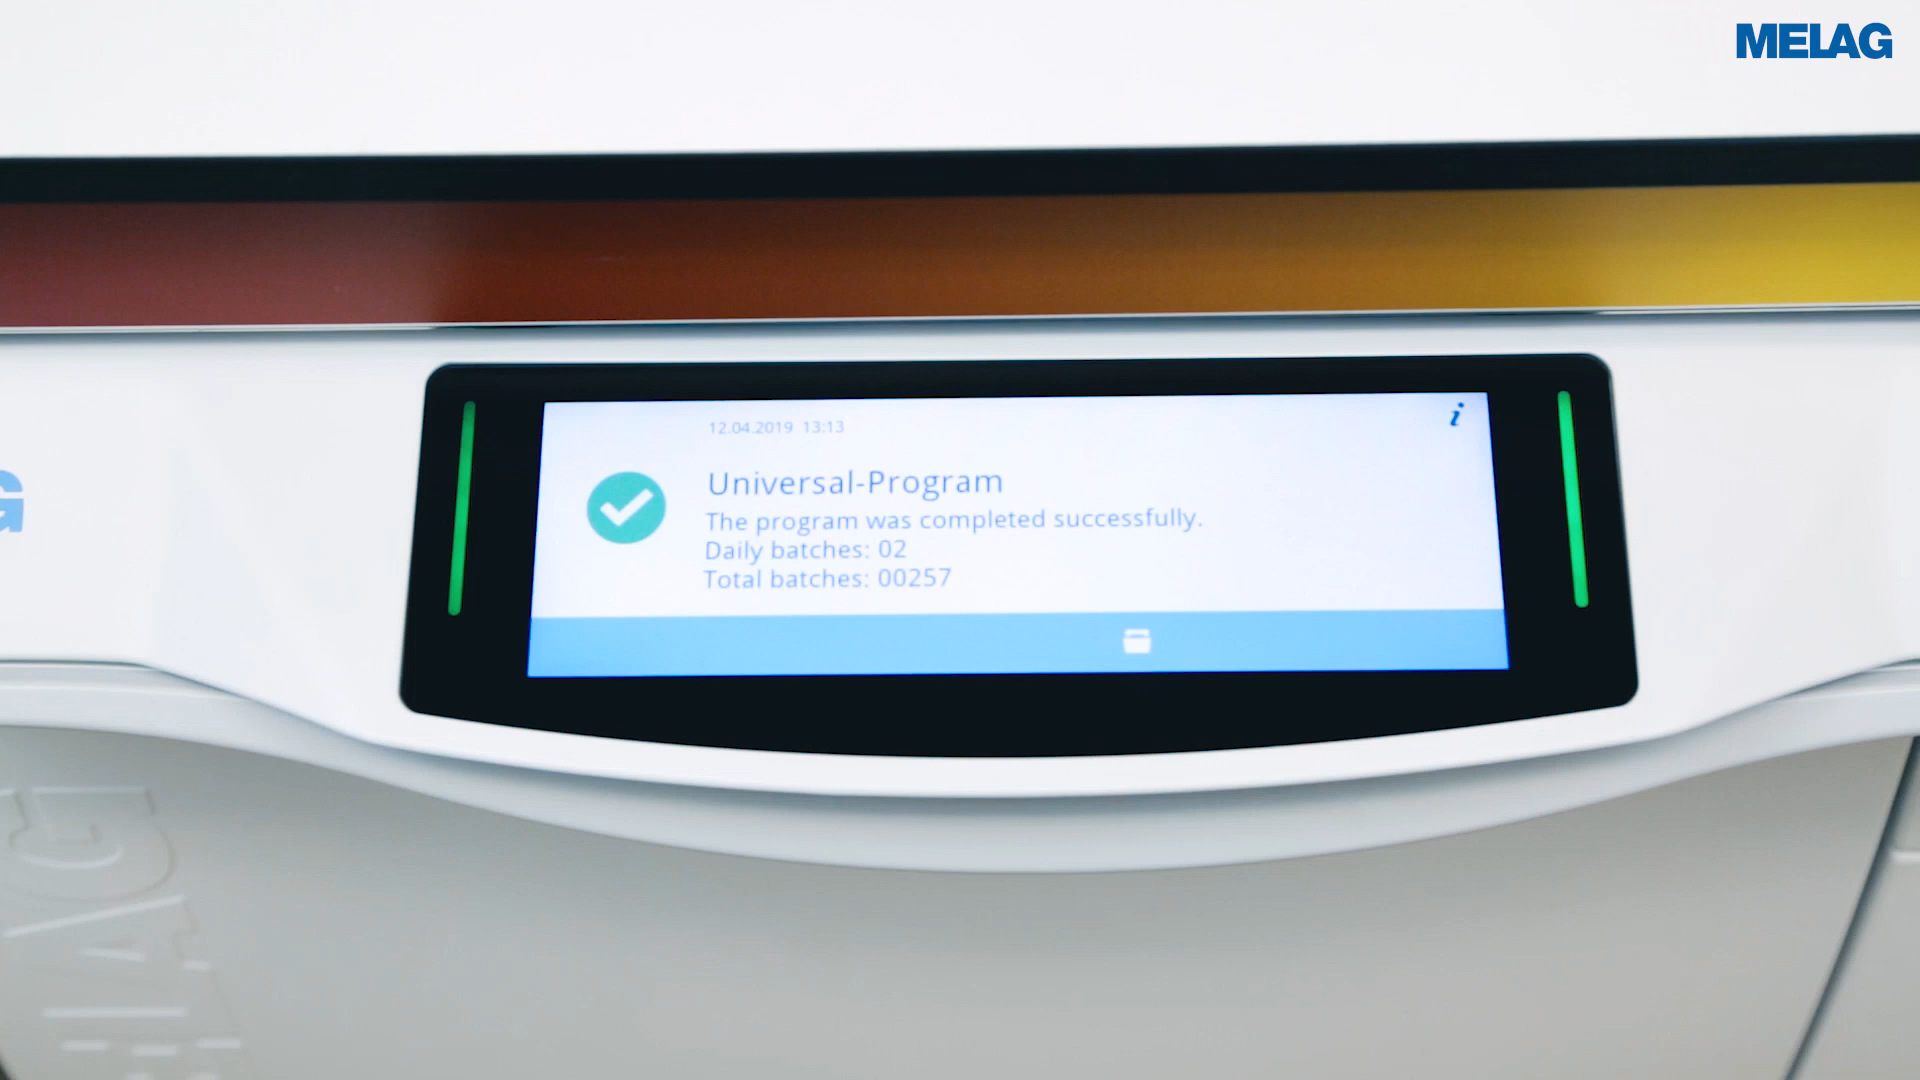 MELAG
12.04.2019 13:13
i
Universal-Program
The program was completed successfully.
Daily batches: 02
Total batches: 00257
G
ELAG